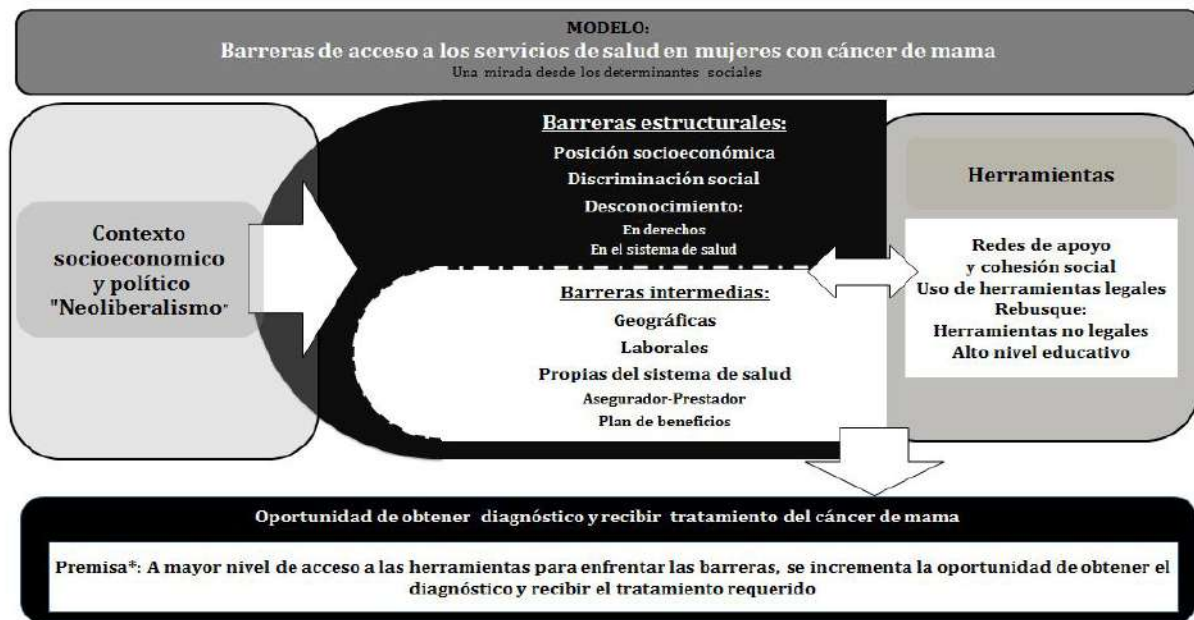 MODELO:
Barreras de acceso a los servicios de salud en mujeres con cáncer de mama
Una mirada desde los determinantes sociales
Contexto
socioeconomico
y político
"Neoliberalismo"
Barreras estructurales:
Posición socioeconómica
Discriminación social
Desconocimiento:
En derechos
En el sistema de salud
Barreras intermedias:
Geográficas
Laborales
Propias del sistema de salud
Asegurador-Prestador
Plan de beneficios
Herramientas
Redes de apoyo
y cohesión social
Uso de herramientas legales
Rebusque:
Herramientas no legales
Alto nivel educativo
Oportunidad de obtener diagnóstico y recibir tratamiento del cáncer de mama
Premisa*: A mayor nivel de acceso a las herramientas para enfrentar las barreras, se incrementa la oportunidad de obtener el
diagnóstico y recibir el tratamiento requerido